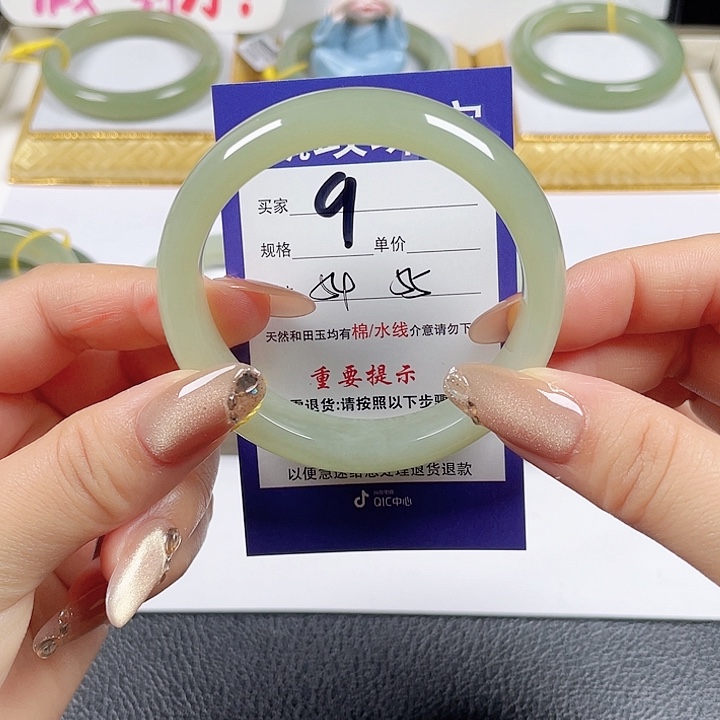 买家 9
规格 单价
54 55
天然和田玉均有棉/水线介意请勿下
重要提示
退货:请按照以下步骤
以便急速给您处理退货退款
QIC中心